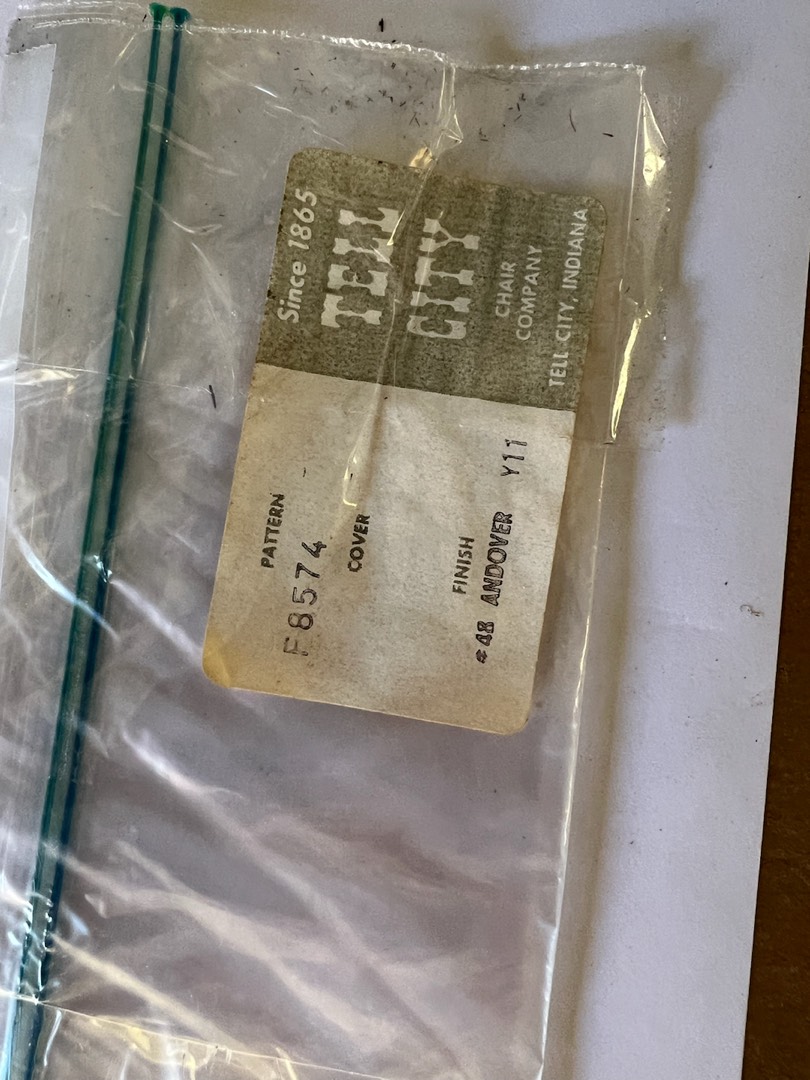 Since 1865
TELL
CITY
CHAIR
COMPANY
TELL CITY, INDIANA
PATTERN
F8574
COVER
FINISH
#48 ANDOVER Y11